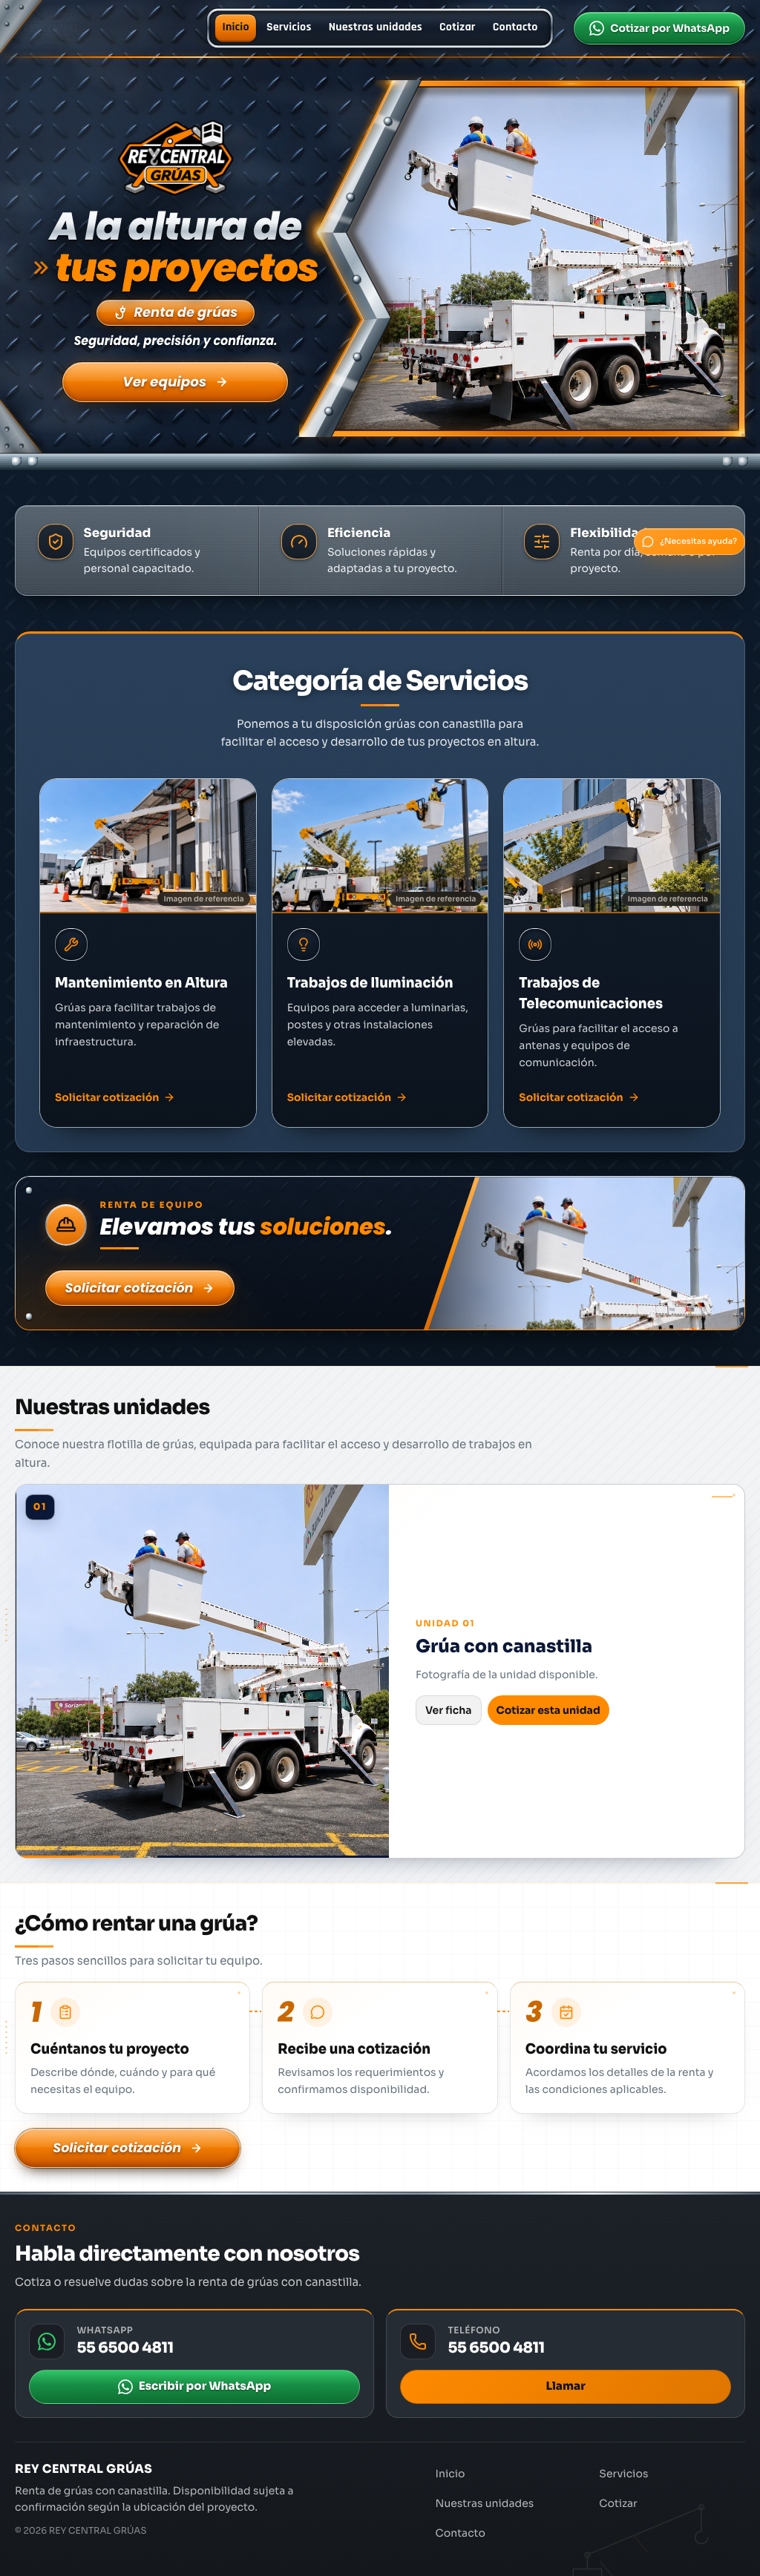 Inicio
Servicios
Nuestras unidades
Cotizar
Contacto
Cotizar por WhatsApp
REY CENTRAL
GRÚAS
A la altura de
» tus proyectos
Renta de grúas
Seguridad, precisión y confianza.
Ver equipos →
Seguridad
Equipos certificados y
personal capacitado.
Eficiencia
Soluciones rápidas y
adaptadas a tu proyecto.
Renta por día,
proyecto.
¿Necesitas ayuda?
Categoría de Servicios
Ponemos a tu disposición grúas con canastilla para
facilitar el acceso y desarrollo de tus proyectos en altura.
Imagen de referencia
Imagen de referencia
Imagen de referencia
Mantenimiento en Altura
Grúas para facilitar trabajos de
mantenimiento y reparación de
infraestructura.
Solicitar cotización →
Trabajos de Iluminación
Equipos para acceder a luminarias,
postes y otras instalaciones
elevadas.
Solicitar cotización →
Trabajos de
Telecomunicaciones
Grúas para facilitar el acceso a
antenas y equipos de
comunicación.
Solicitar cotización →
RENTA DE EQUIPO
Elevamos tus soluciones.
Solicitar cotización →
Nuestras unidades
Conoce nuestra flotilla de grúas, equipada para facilitar el acceso y desarrollo de trabajos en
altura.
01
UNIDAD 01
Grúa con canastilla
Fotografía de la unidad disponible.
Ver ficha
Cotizar esta unidad
¿Cómo rentar una grúa?
Tres pasos sencillos para solicitar tu equipo.
1
Cuéntanos tu proyecto
Describe dónde, cuándo y para qué
necesitas el equipo.
2
Recibe una cotización
Revisamos los requerimientos y
confirmamos disponibilidad.
3
Coordina tu servicio
Acordamos los detalles de la renta y
las condiciones aplicables.
Solicitar cotización →
CONTACTO
Habla directamente con nosotros
Cotiza o resuelve dudas sobre la renta de grúas con canastilla.
WHATSAPP
55 6500 4811
Escribir por WhatsApp
TELÉFONO
55 6500 4811
Llamar
REY CENTRAL GRÚAS
Renta de grúas con canastilla. Disponibilidad sujeta a
confirmación según la ubicación del proyecto.
© 2026 REY CENTRAL GRÚAS
Inicio
Servicios
Nuestras unidades
Cotizar
Contacto